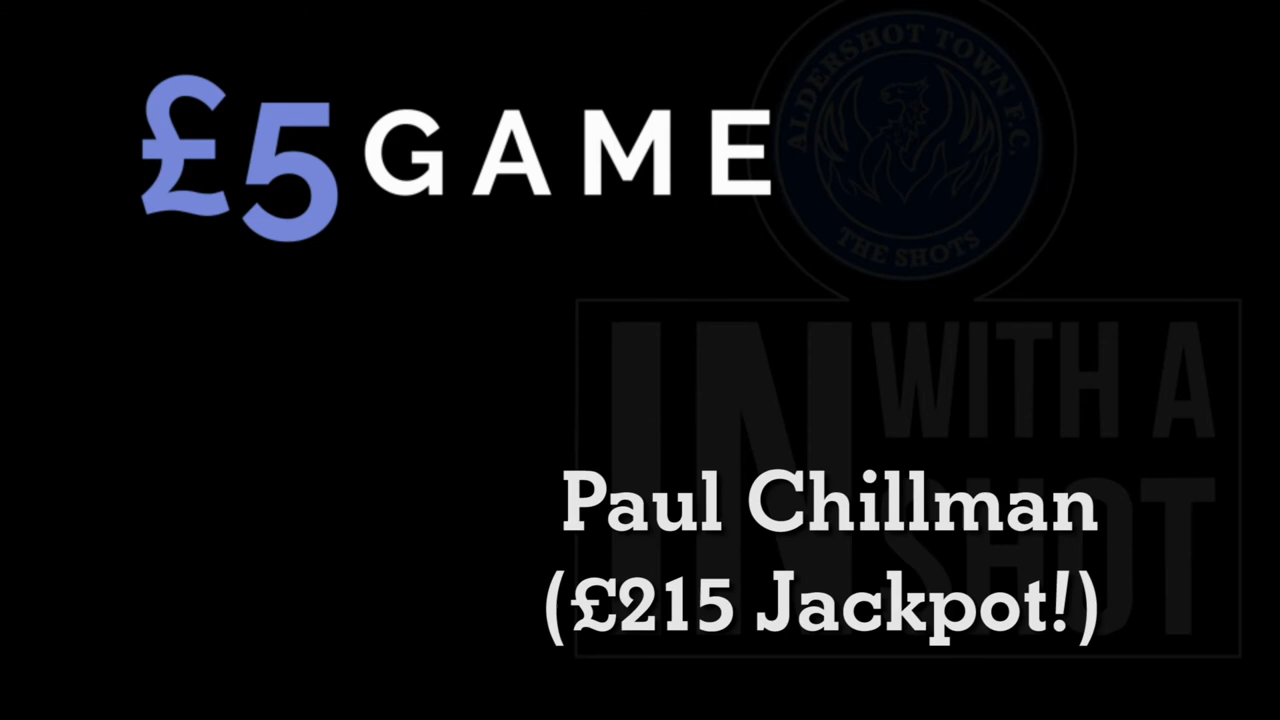 £5 GAME
ALDERSHOT TOWN F.C.
THE SHOTS
IN WITH A
SHOT
Paul Chillman
(£215 Jackpot!)